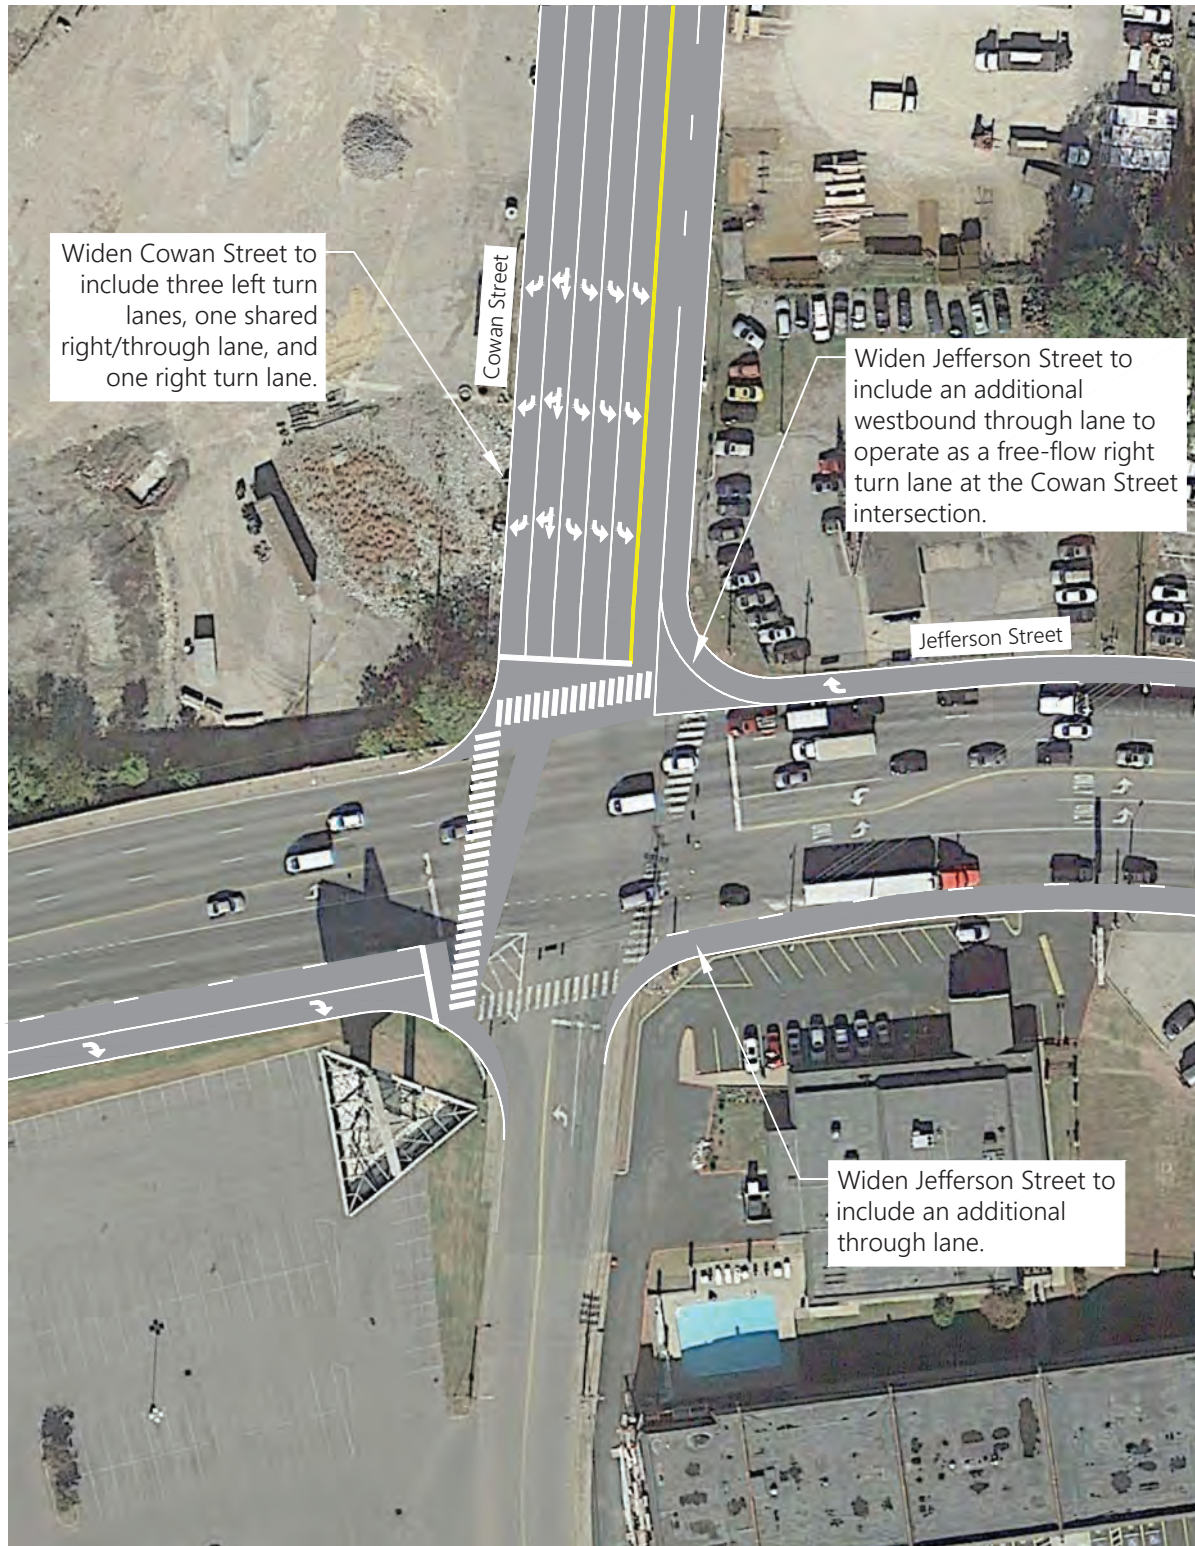 Widen Cowan Street to
include three left turn
lanes, one shared
right/through lane, and
one right turn lane.
Cowan Street
Widen Jefferson Street to
include an additional
westbound through lane to
operate as a free-flow right
turn lane at the Cowan Street
intersection.
Jefferson Street
Widen Jefferson Street to
include an additional
through lane.